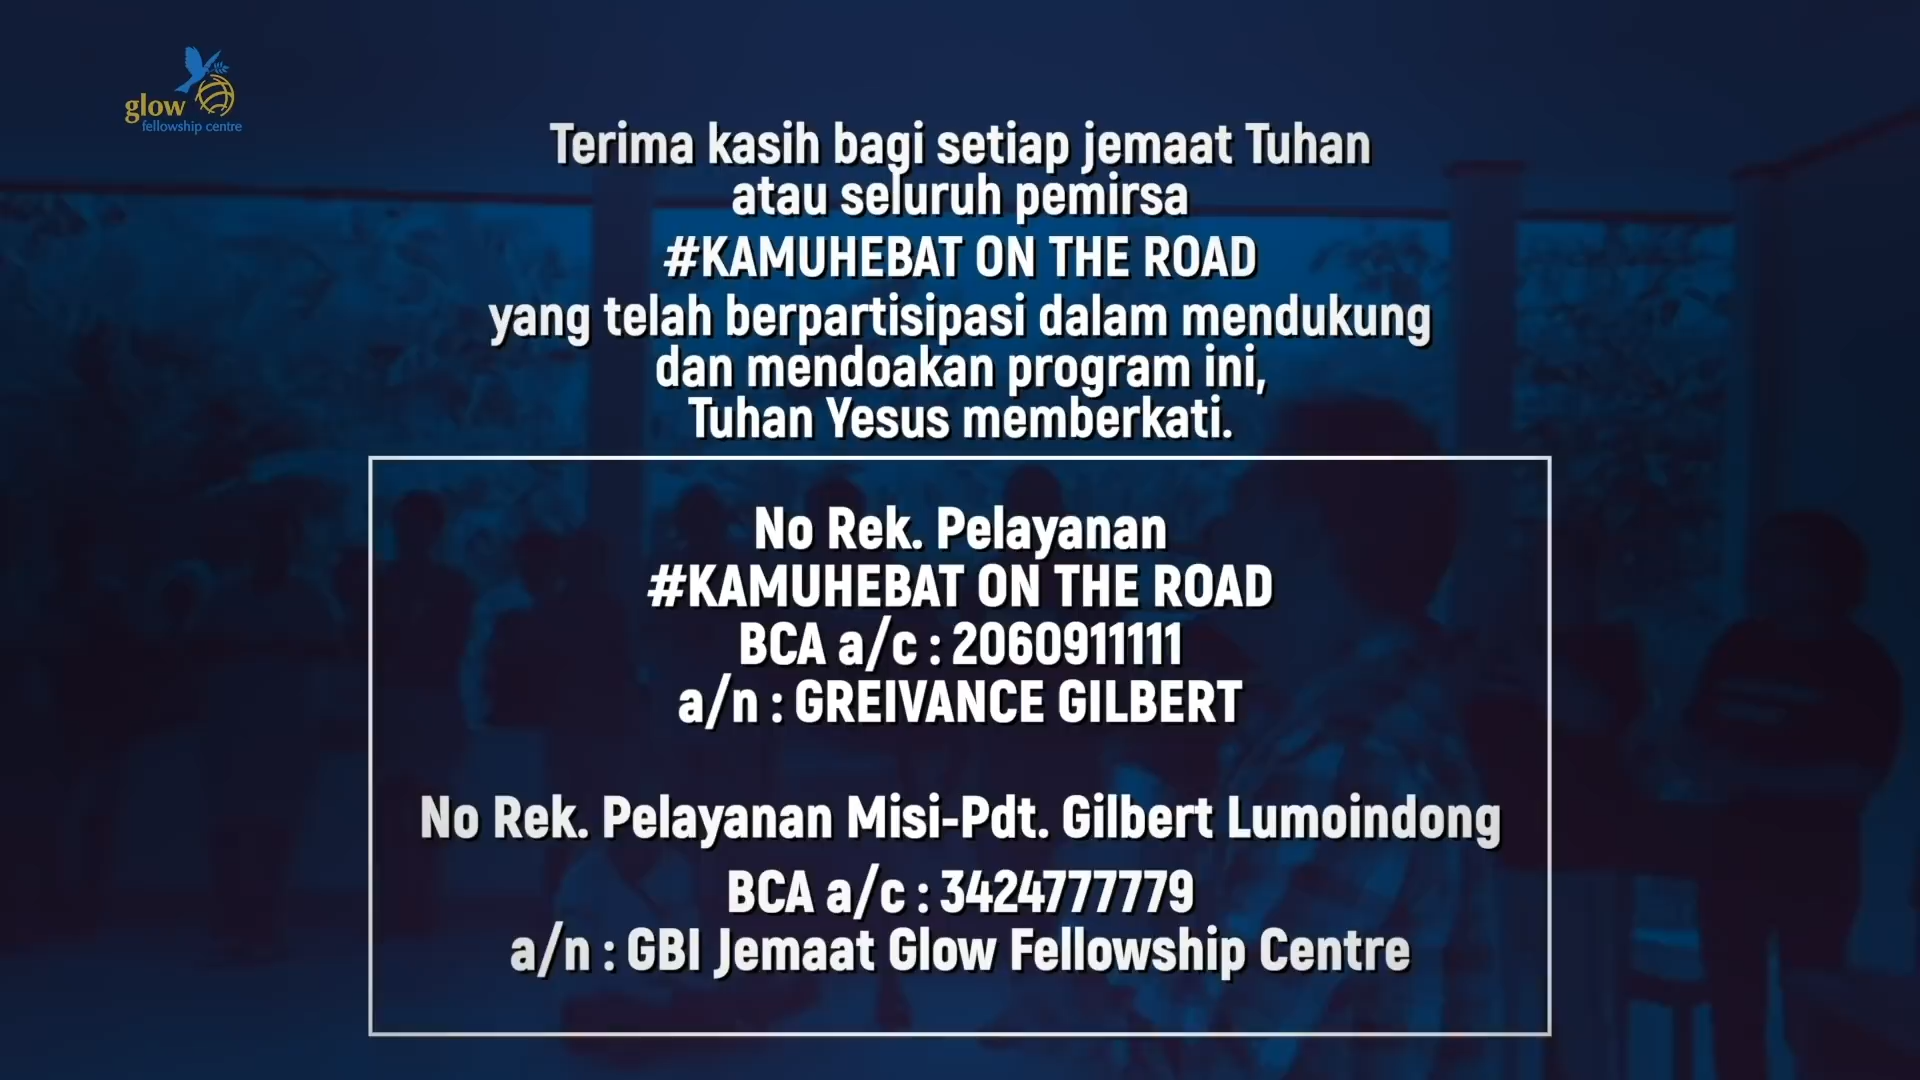 glow
fellowship centre
Terima kasih bagi setiap jemaat Tuhan
atau seluruh pemirsa
#KAMUHEBAT ON THE ROAD
yang telah berpartisipasi dalam mendukung
dan mendoakan program ini,
Tuhan Yesus memberkati.
No Rek. Pelayanan
#KAMUHEBAT ON THE ROAD
BCA a/c : 2060911111
a/n : GREIVANCE GILBERT
No Rek. Pelayanan Misi-Pdt. Gilbert Lumoindong
BCA a/c : 3424777779
a/n : GBI Jemaat Glow Fellowship Centre